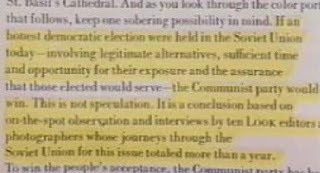 St. Basil's Cathedral. And as you look through the color port
that follows, keep one sobering possibility in mind. If an
honest democratic election were held in the Soviet Union
today—involving legitimate alternatives, sufficient time
and opportunity for their exposure and the assurance
that those elected would serve—the Communist party would
win. This is not speculation. It is a conclusion based on
on-the-spot observation and interviews by ten LOOK editors a
photographers whose journeys through the
Soviet Union for this issue totaled more than a year.
To win the people's acceptance, the Communist party has